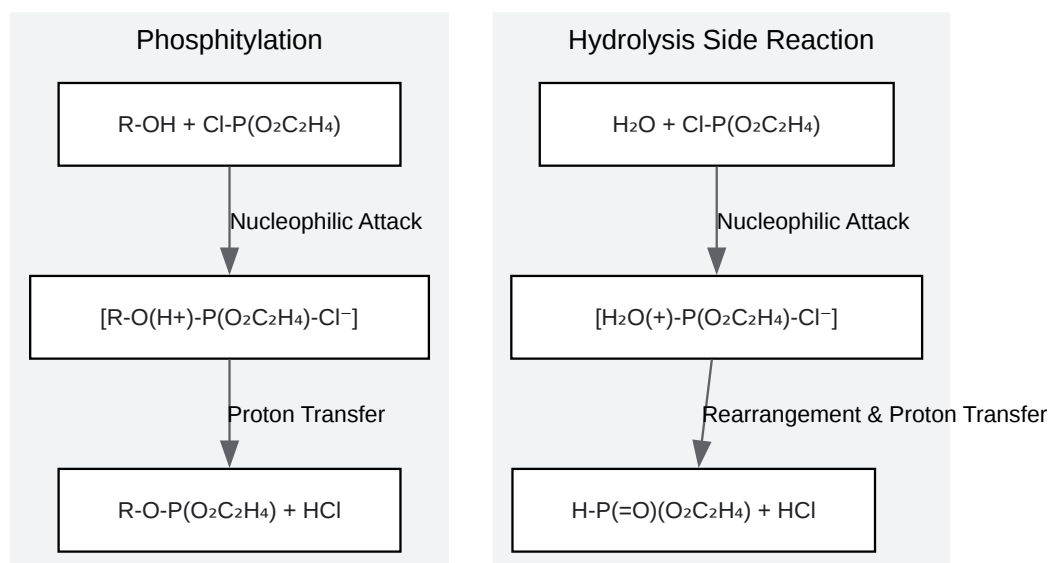 Phosphitylation
R-OH + Cl-P(O₂C₂H₄)
Nucleophilic Attack
[R-O(H+)-P(O₂C₂H₄)-Cl⁻]
Proton Transfer
R-O-P(O₂C₂H₄) + HCl
Hydrolysis Side Reaction
H₂O + Cl-P(O₂C₂H₄)
Nucleophilic Attack
[H₂O(+)-P(O₂C₂H₄)-Cl⁻]
Rearrangement & Proton Transfer
H-P(=O)(O₂C₂H₄) + HCl